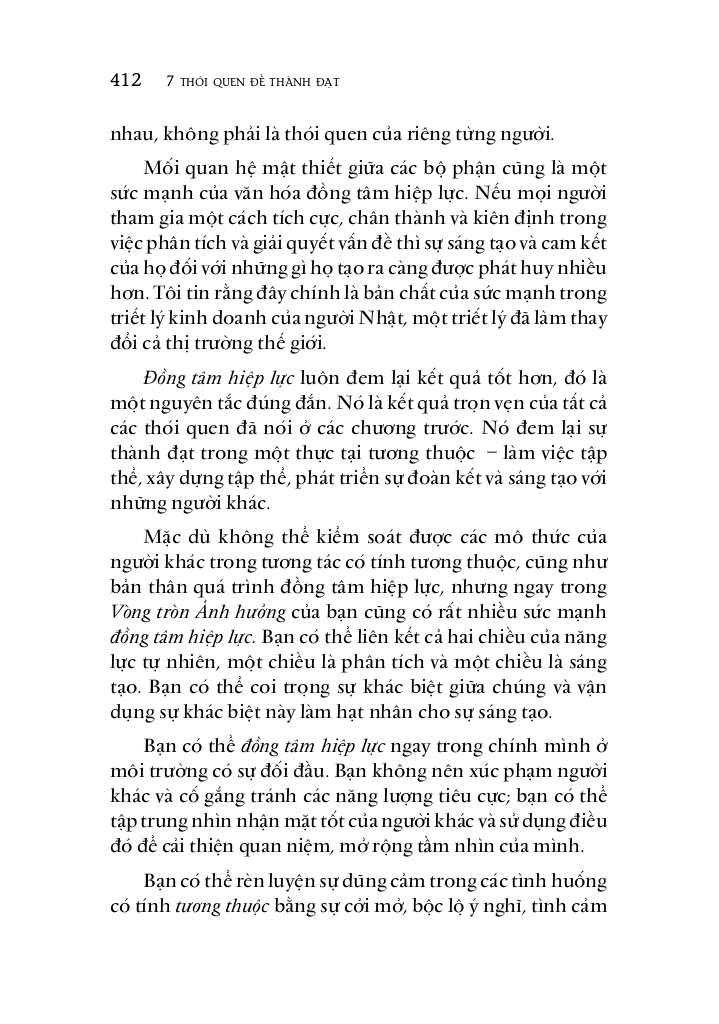 412 7 THÓI QUEN ĐỂ THÀNH ĐẠT
nhau, không phải là thói quen của riêng từng người.
Mối quan hệ mật thiết giữa các bộ phận cũng là một
sức mạnh của văn hóa đồng tâm hiệp lực. Nếu mọi người
tham gia một cách tích cực, chân thành và kiên định trong
việc phân tích và giải quyết vấn đề thì sự sáng tạo và cam kết
của họ đối với những gì họ tạo ra càng được phát huy nhiều
hơn. Tôi tin rằng đây chính là bản chất của sức mạnh trong
triết lý kinh doanh của người Nhật, một triết lý đã làm thay
đổi cả thị trường thế giới.
Đồng tâm hiệp lực luôn đem lại kết quả tốt hơn, đó là
một nguyên tắc đúng đắn. Nó là kết quả trọn vẹn của tất cả
các thói quen đã nói ở các chương trước. Nó đem lại sự
thành đạt trong một thực tại tương thuộc – làm việc tập
thể, xây dựng tập thể, phát triển sự đoàn kết và sáng tạo với
những người khác.
Mặc dù không thể kiểm soát được các mô thức của
người khác trong tương tác có tính tương thuộc, cũng như
bản thân quá trình đồng tâm hiệp lực, nhưng ngay trong
Vòng tròn Ảnh hưởng của bạn cũng có rất nhiều sức mạnh
đồng tâm hiệp lực. Bạn có thể liên kết cả hai chiều của năng
lực tự nhiên, một chiều là phân tích và một chiều là sáng
tạo. Bạn có thể coi trọng sự khác biệt giữa chúng và vận
dụng sự khác biệt này làm hạt nhân cho sự sáng tạo.
Bạn có thể đồng tâm hiệp lực ngay trong chính mình ở
môi trường có sự đối đầu. Bạn không nên xúc phạm người
khác và cố gắng tránh các năng lượng tiêu cực; bạn có thể
tập trung nhìn nhận mặt tốt của người khác và sử dụng điều
đó để cải thiện quan niệm, mở rộng tầm nhìn của mình.
Bạn có thể rèn luyện sự dũng cảm trong các tình huống
có tính tương thuộc bằng sự cởi mở, bộc lộ ý nghĩ, tình cảm